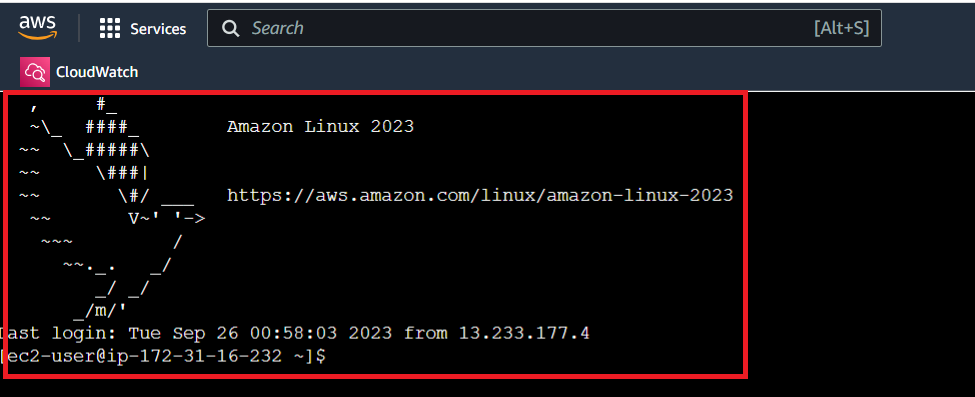 aws
Services
Search
[Alt+S]
CloudWatch
   ,     #_
   ~\_  ####_        Amazon Linux 2023
  ~~  \_#####\
  ~~     \###|
  ~~       \#/ ___   https://aws.amazon.com/linux/amazon-linux-2023
   ~~       V~' '->
    ~~~         /
      ~~._.   _/
         _/ _/
       _/m/'
Last login: Tue Sep 26 00:58:03 2023 from 13.233.177.4
[ec2-user@ip-172-31-16-232 ~]$